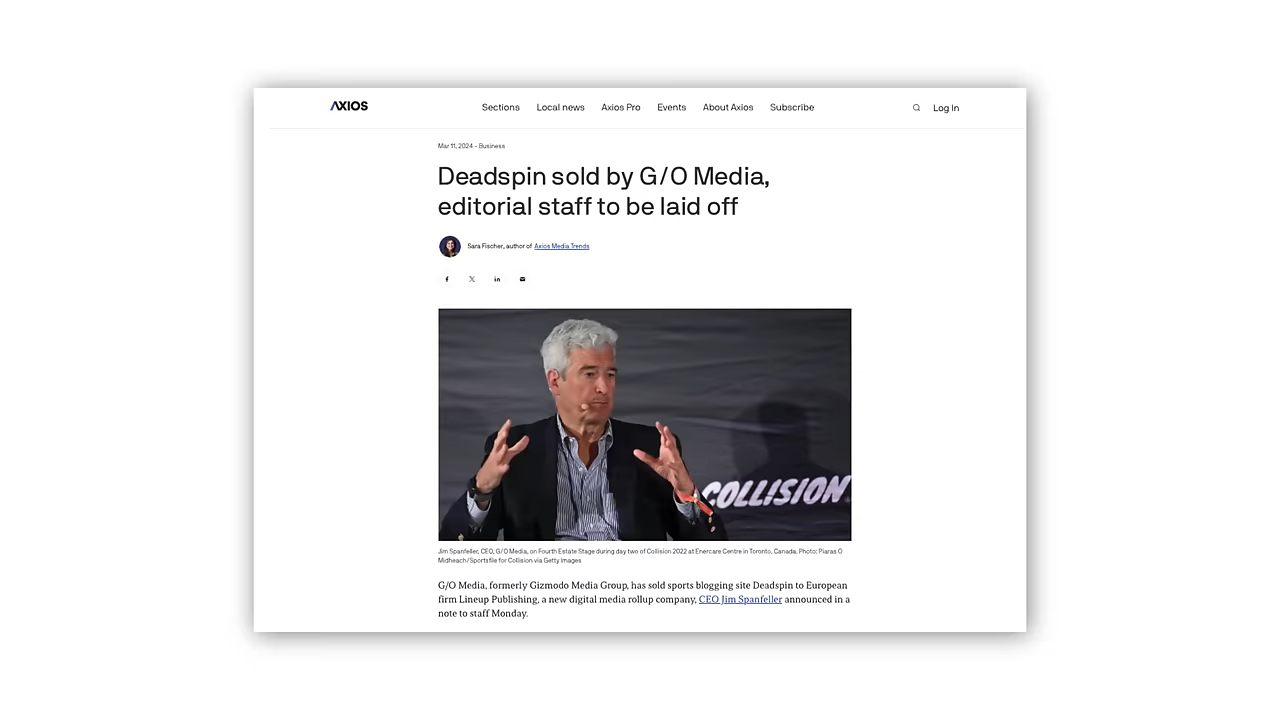 AXIOS
Sections Local news Axios Pro Events About Axios Subscribe Log In
Mar 11, 2024 - Business
Deadspin sold by G/O Media,
editorial staff to be laid off
Sara Fischer, author of Axios Media Trends
COLLISION
Jim Spanfeller, CEO, G/O Media, on Fourth Estate Stage during day two of Collision 2022 at Enercare Centre in Toronto, Canada. Photo: Piaras Ó
Mídheach/Sportsfile for Collision via Getty Images
G/O Media, formerly Gizmodo Media Group, has sold sports blogging site Deadspin to European
firm Lineup Publishing, a new digital media rollup company, CEO Jim Spanfeller announced in a
note to staff Monday.